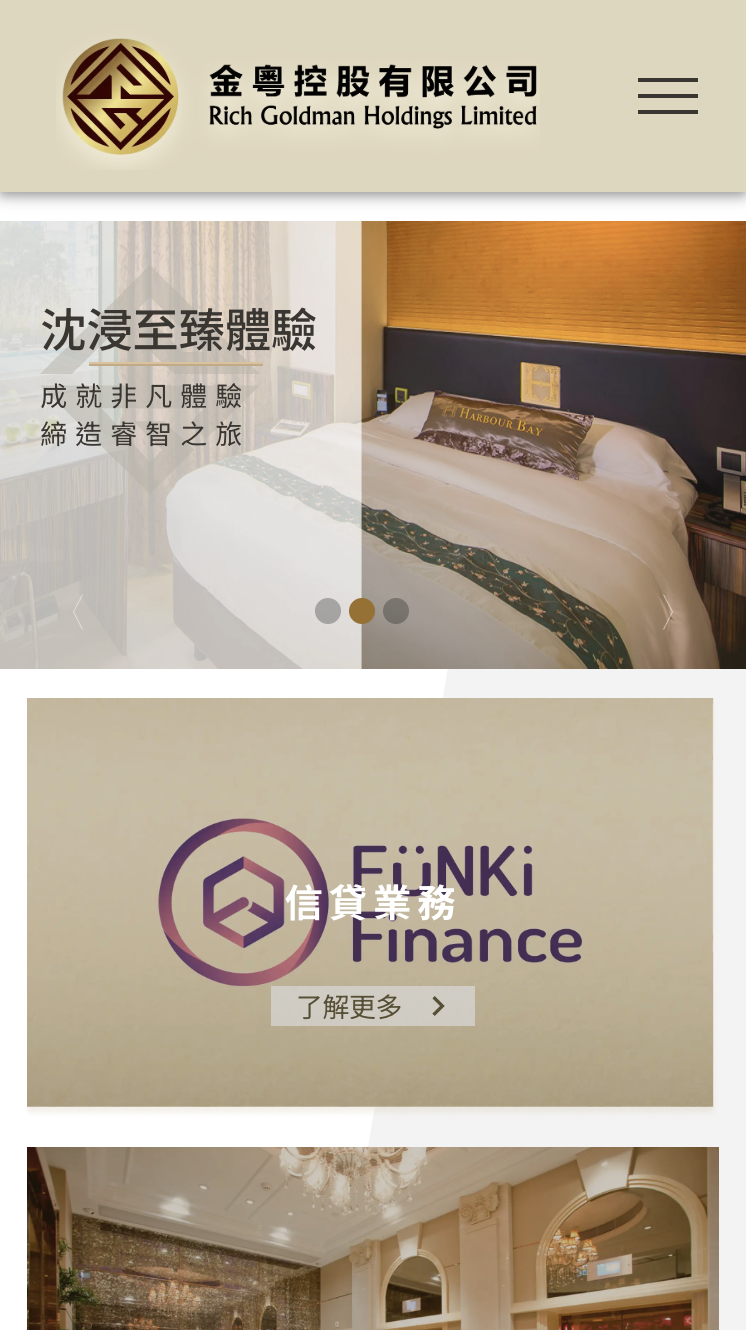 金粵控股有限公司
Rich Goldman Holdings Limited
沈浸至臻體驗
成就非凡體驗
締造睿智之旅
HARBOUR BAY
FüNKi
Finance
信貸業務
了解更多